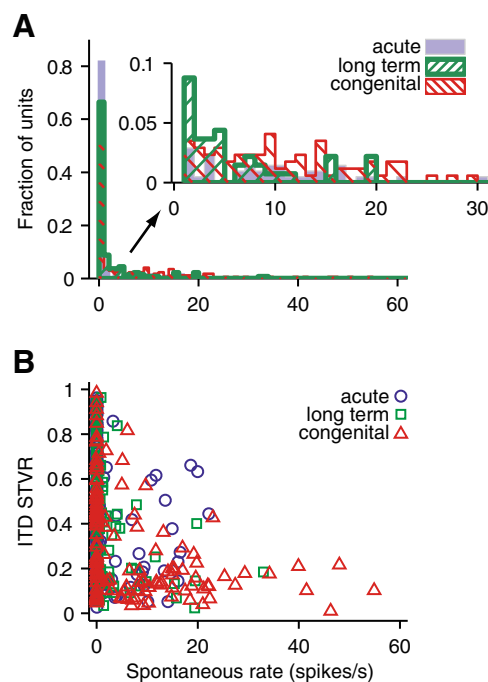 A
acute
long term
congenital
Fraction of units
0.8
0.6
0.4
0.2
0
0.1
0.05
0
0 10 20 30
0 20 40 60
B
acute
long term
congenital
ITD STVR
1
0.8
0.6
0.4
0.2
0
0 20 40 60
Spontaneous rate (spikes/s)